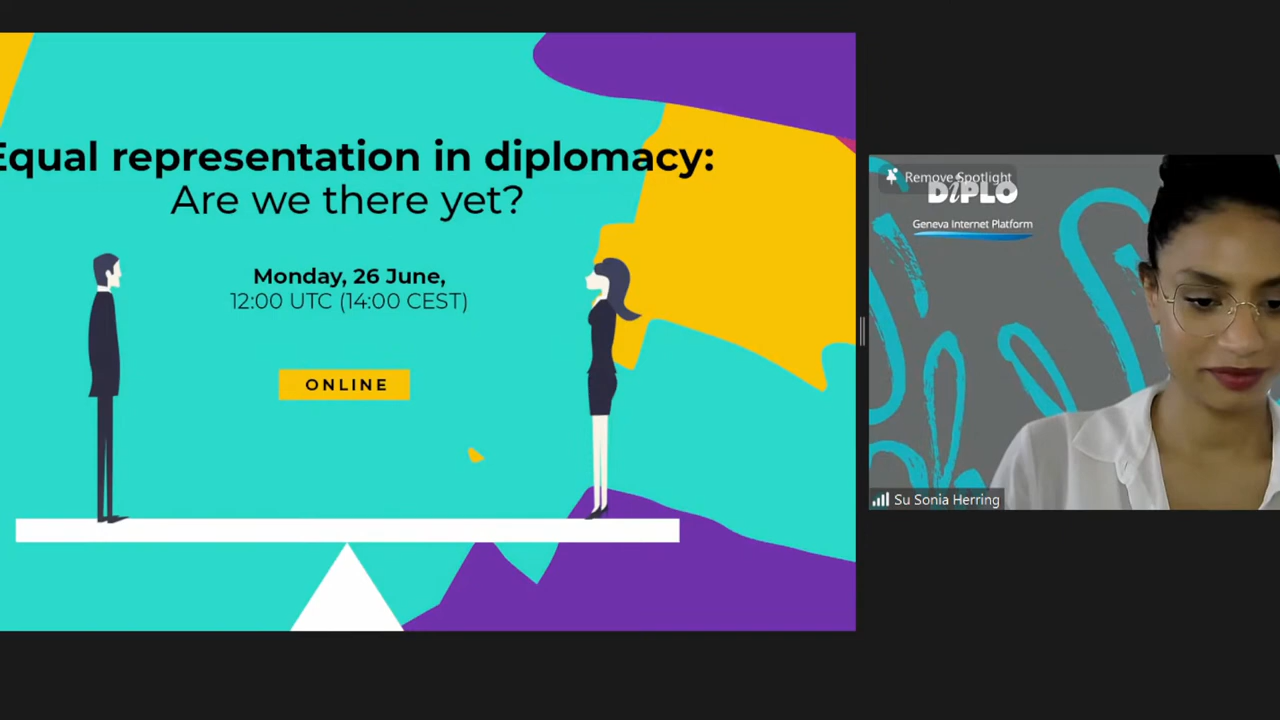 Equal representation in diplomacy:
Are we there yet?
Monday, 26 June,
12:00 UTC (14:00 CEST)
ONLINE
Remove Spotlight
DiPLO
Geneva Internet Platform
Su Sonia Herring